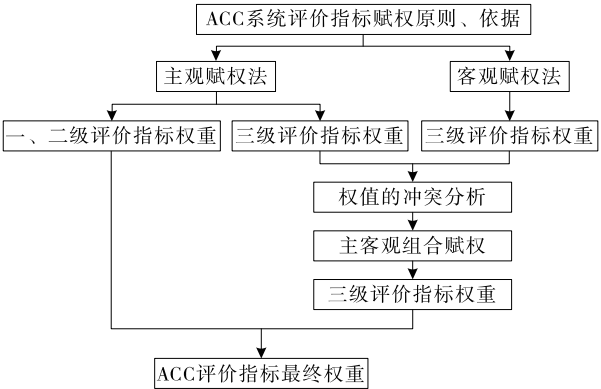 ACC系统评价指标赋权原则、依据
主观赋权法
客观赋权法
一、二级评价指标权重
三级评价指标权重
三级评价指标权重
权值的冲突分析
主客观组合赋权
三级评价指标权重
ACC评价指标最终权重